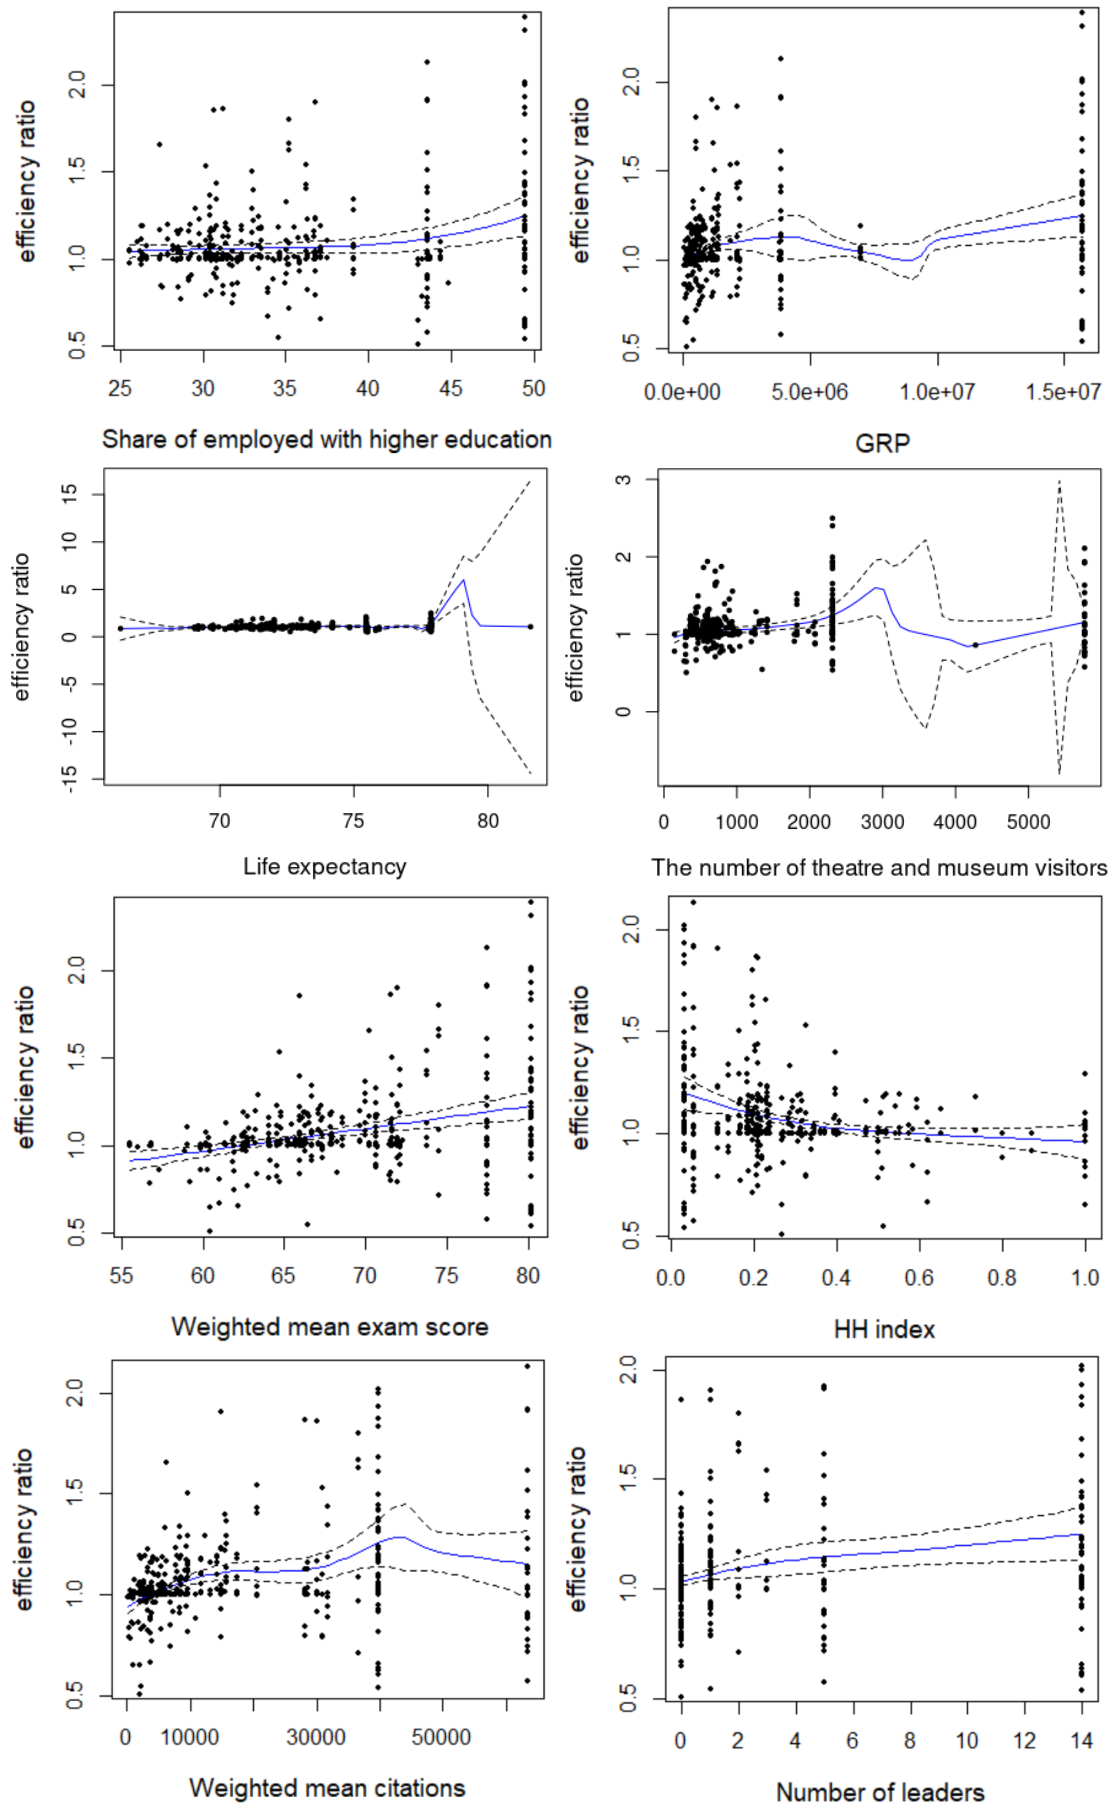 efficiency ratio
0.5 1.0 1.5 2.0
25 30 35 40 45 50
Share of employed with higher education
efficiency ratio
0.5 1.0 1.5 2.0
0.0e+00 5.0e+06 1.0e+07 1.5e+07
GRP
efficiency ratio
-15 -10 -5 0 5 10 15
70 75 80
Life expectancy
efficiency ratio
0 1 2 3
0 1000 2000 3000 4000 5000
The number of theatre and museum visitors
efficiency ratio
0.5 1.0 1.5 2.0
55 60 65 70 75 80
Weighted mean exam score
efficiency ratio
0.5 1.0 1.5 2.0
0.0 0.2 0.4 0.6 0.8 1.0
HH index
efficiency ratio
0.5 1.0 1.5 2.0
0 10000 30000 50000
Weighted mean citations
efficiency ratio
0.5 1.0 1.5 2.0
0 2 4 6 8 10 12 14
Number of leaders